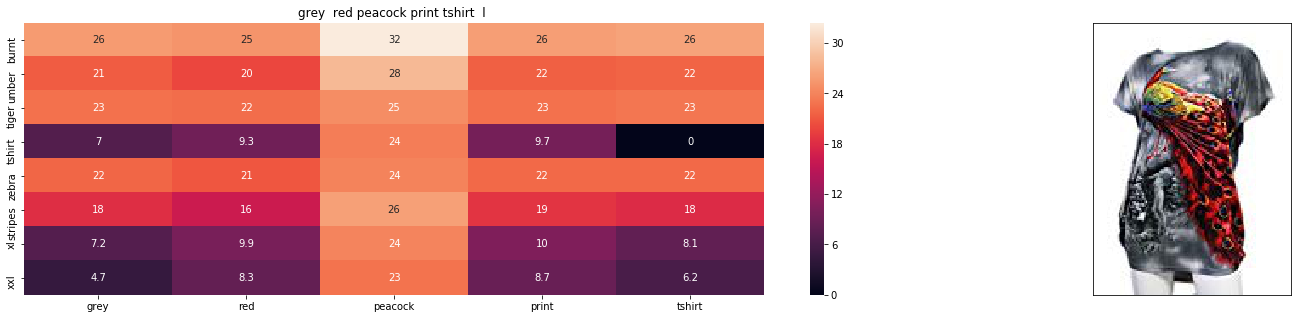 grey red peacock print tshirt l
burnt 26 25 32 26 26
umber 21 20 28 22 22
tiger 23 22 25 23 23
tshirt 7 9.3 24 9.7 0
zebra 22 21 24 22 22
stripes 18 16 26 19 18
xl 7.2 9.9 24 10 8.1
xxl 4.7 8.3 23 8.7 6.2
grey red peacock print tshirt
30
24
18
12
6
0